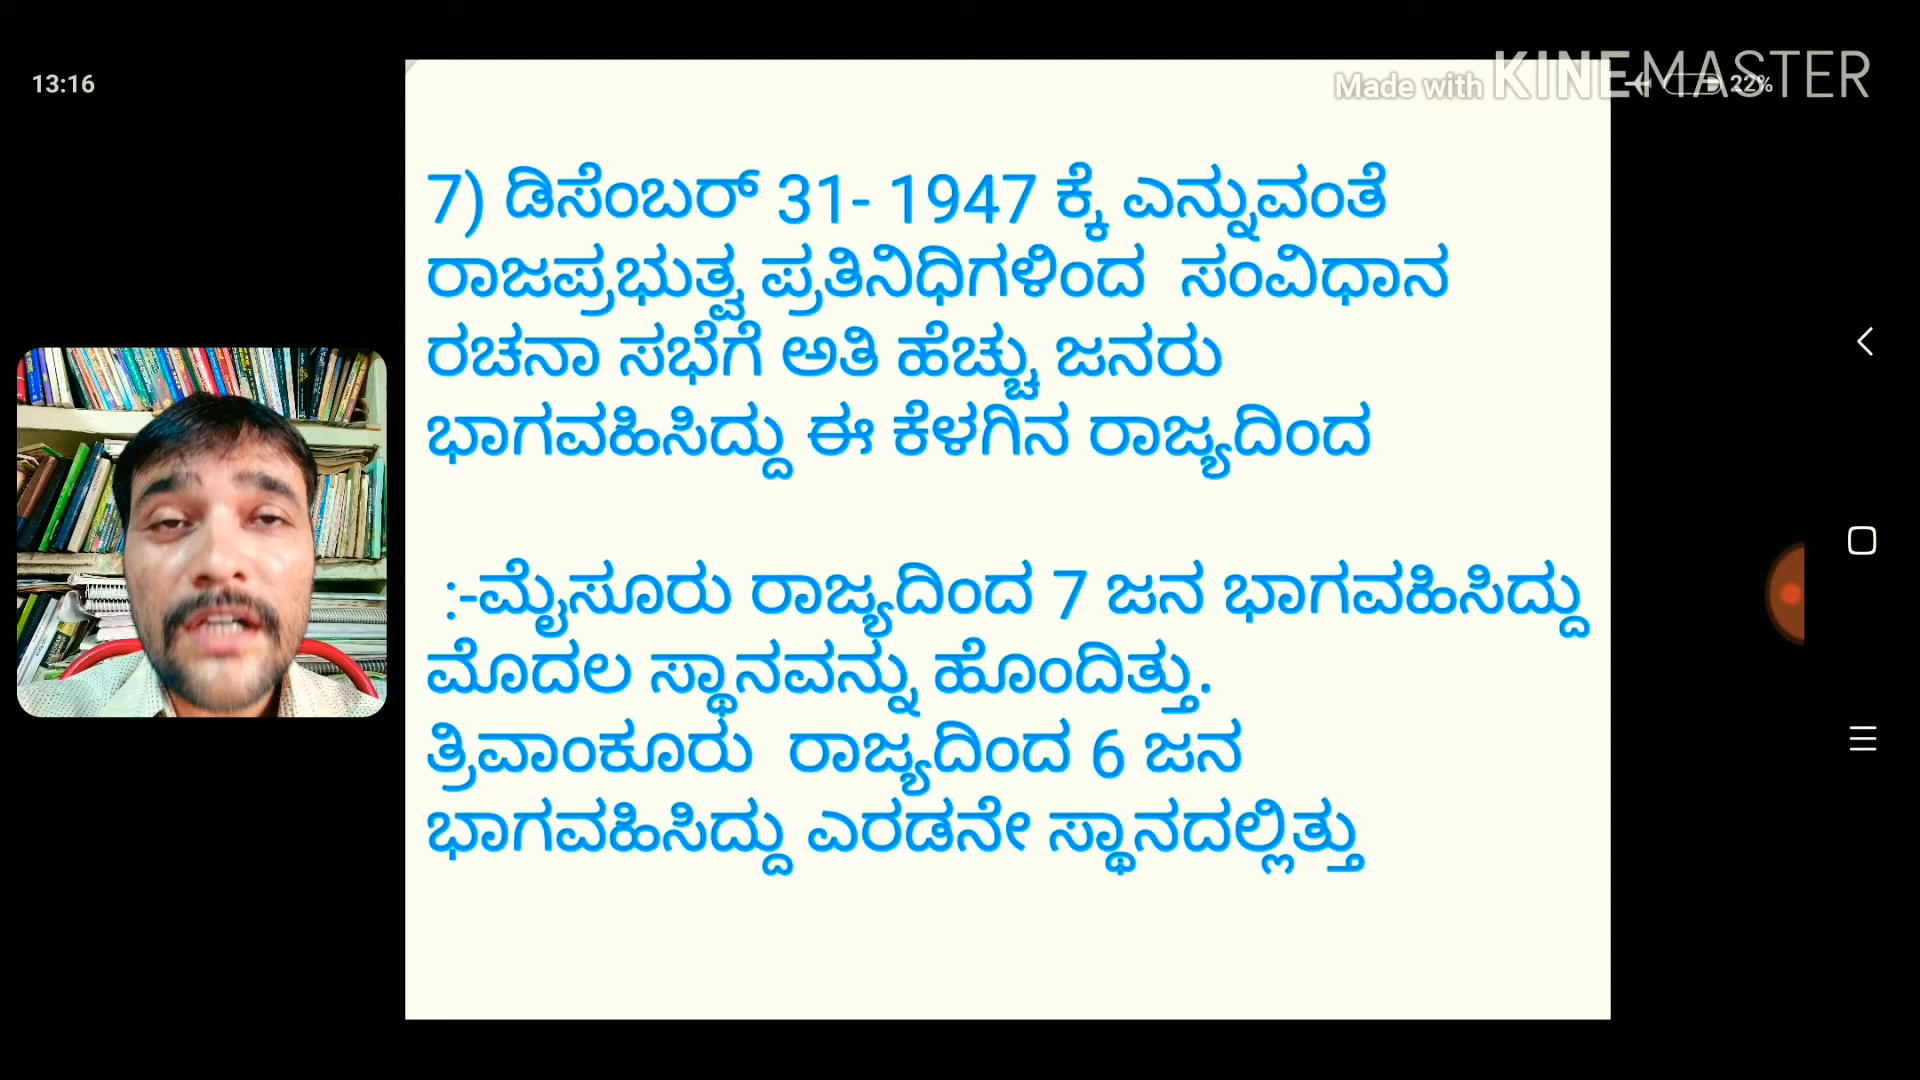 13:16
Made with KINEMASTER
22%
7) ಡಿಸೆಂಬರ್ 31- 1947 ಕ್ಕೆ ಎನ್ನುವಂತೆ
ರಾಜಪ್ರಭುತ್ವ ಪ್ರತಿನಿಧಿಗಳಿಂದ ಸಂವಿಧಾನ
ರಚನಾ ಸಭೆಗೆ ಅತಿ ಹೆಚ್ಚು ಜನರು
ಭಾಗವಹಿಸಿದ್ದು ಈ ಕೆಳಗಿನ ರಾಜ್ಯದಿಂದ
:-ಮೈಸೂರು ರಾಜ್ಯದಿಂದ 7 ಜನ ಭಾಗವಹಿಸಿದ್ದು
ಮೊದಲ ಸ್ಥಾನವನ್ನು ಹೊಂದಿತ್ತು.
ತ್ರಿವಾಂಕೂರು ರಾಜ್ಯದಿಂದ 6 ಜನ
ಭಾಗವಹಿಸಿದ್ದು ಎರಡನೇ ಸ್ಥಾನದಲ್ಲಿತ್ತು